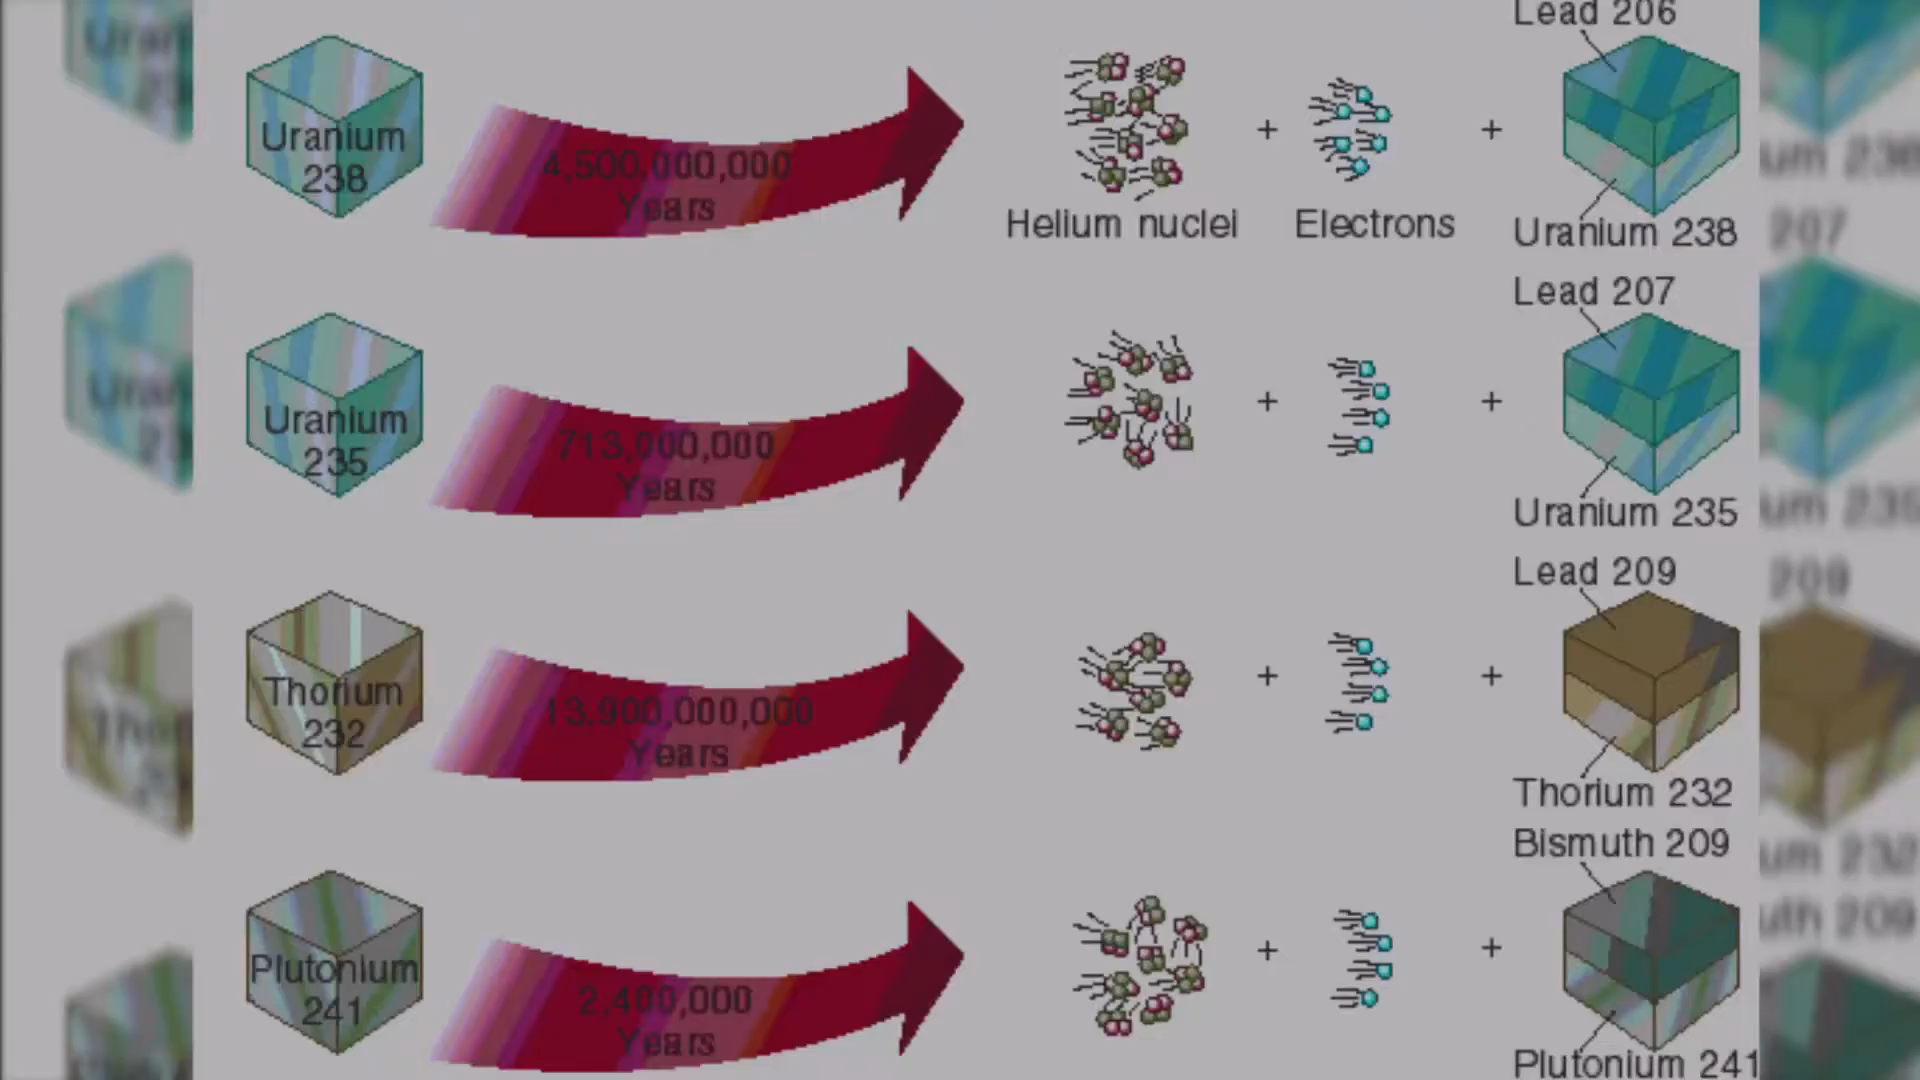 Lead 206
Uranium
238
4,500,000,000
Years
+
+
Helium nuclei
Electrons
Uranium 238
Lead 207
Uranium
235
713,000,000
Years
+
+
Uranium 235
Lead 209
Thorium
232
13,900,000,000
Years
+
+
Thorium 232
Bismuth 209
Plutonium
241
2,400,000
Years
+
+
Plutonium 241